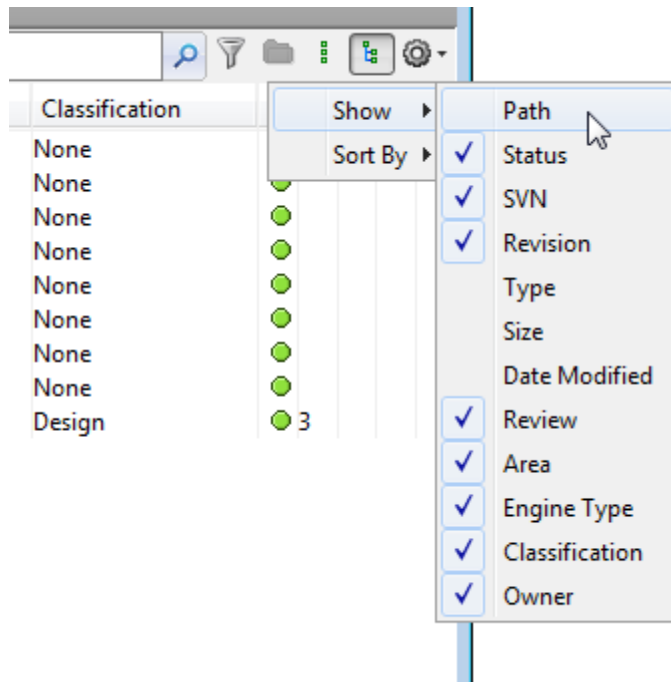 Classification
Show
Sort By
None
None
None
None
None
None
None
None
Design
3
Path
Status
SVN
Revision
Type
Size
Date Modified
Review
Area
Engine Type
Classification
Owner